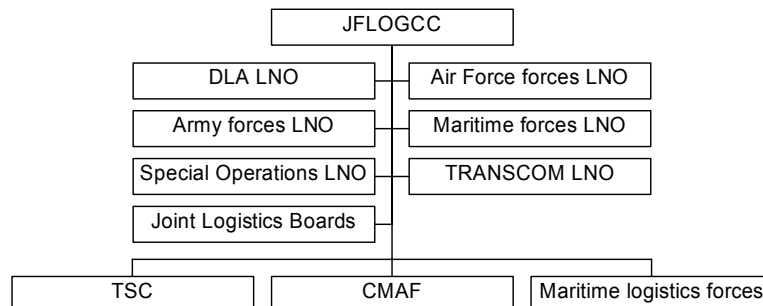 JFLOGCC
DLA LNO
Air Force forces LNO
Army forces LNO
Maritime forces LNO
Special Operations LNO
TRANSCOM LNO
Joint Logistics Boards
TSC
CMAF
Maritime logistics forces